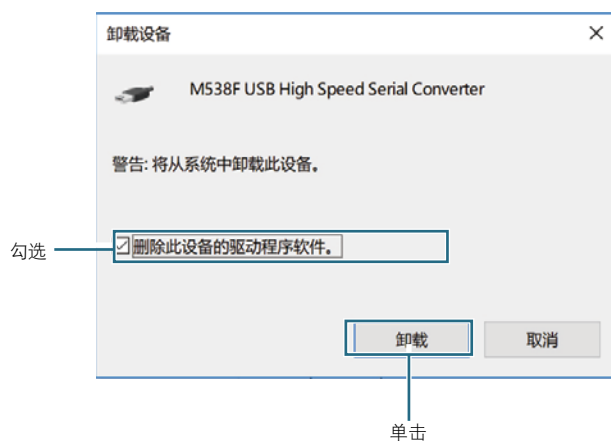 卸载设备
M538F USB High Speed Serial Converter
警告: 将从系统中卸载此设备。
勾选
删除此设备的驱动程序软件。
卸载 取消
单击